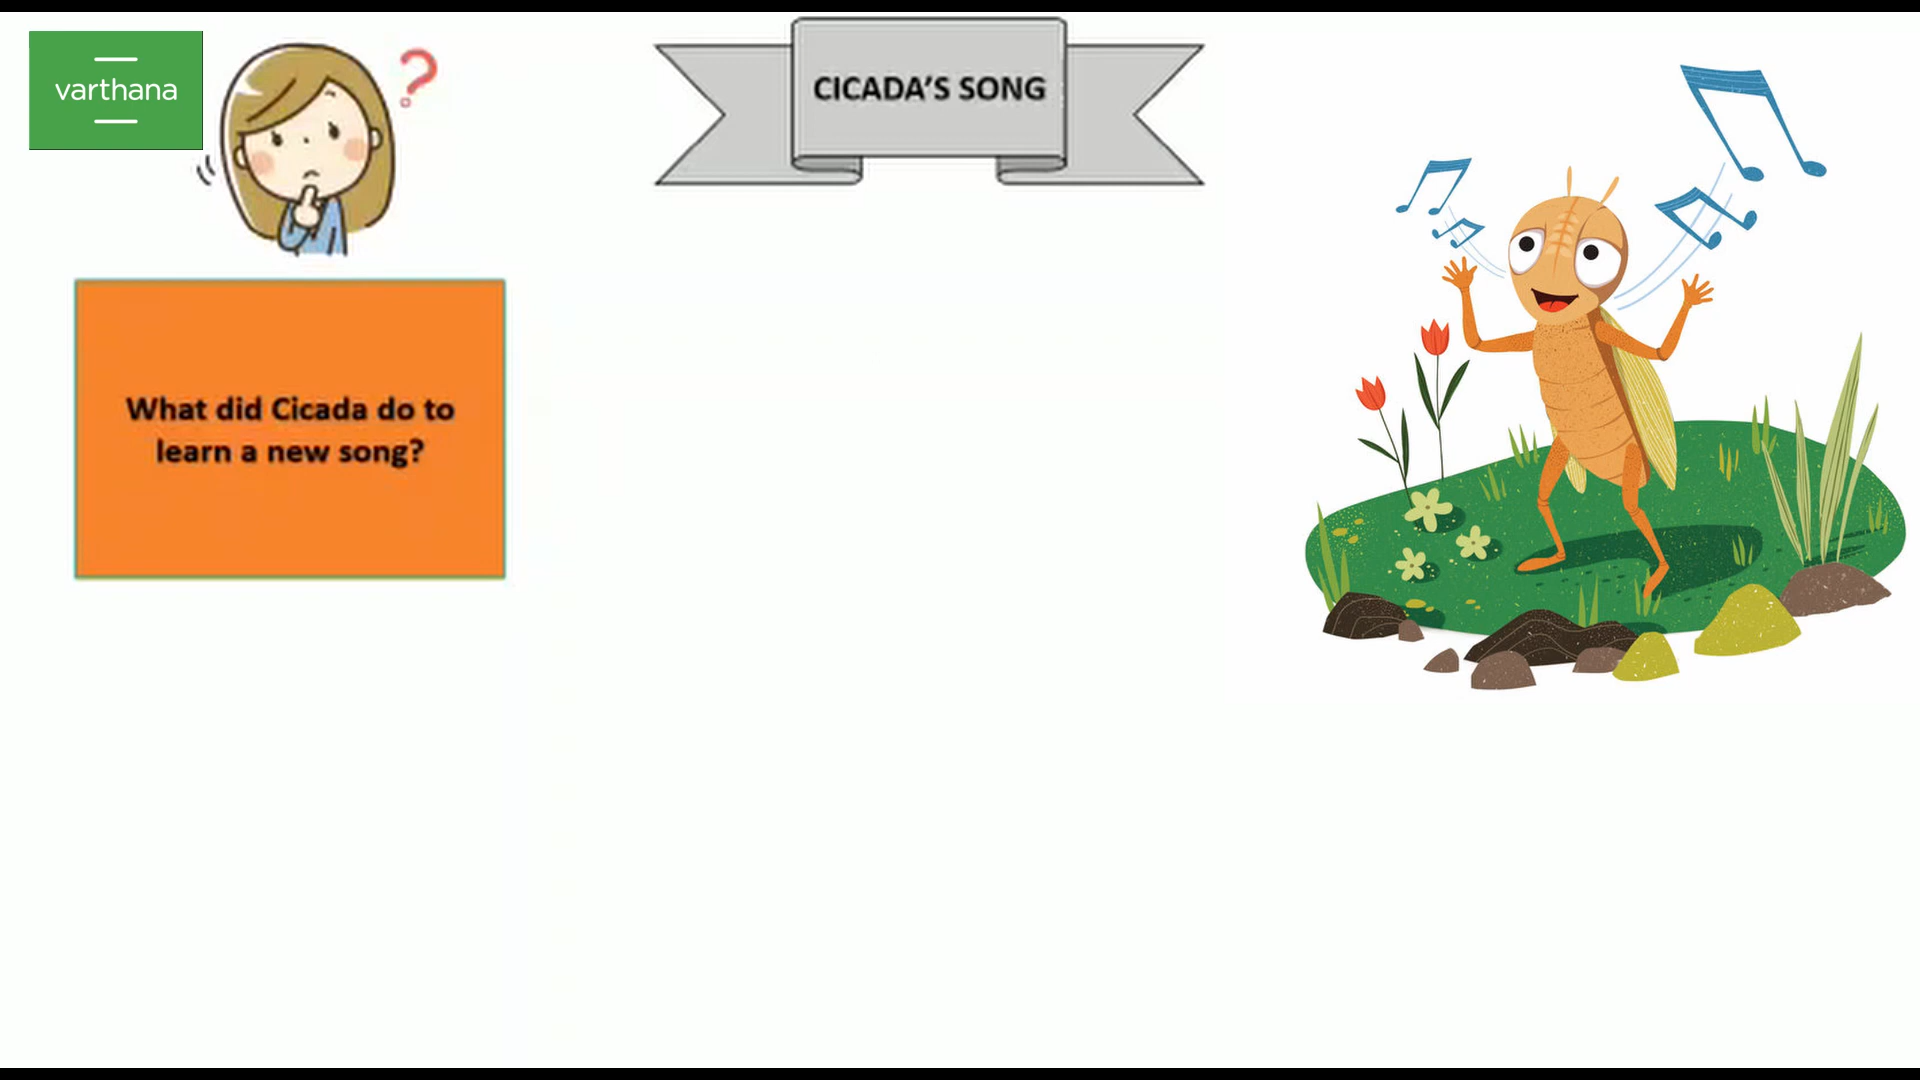 varthana
CICADA'S SONG
?
What did Cicada do to
learn a new song?